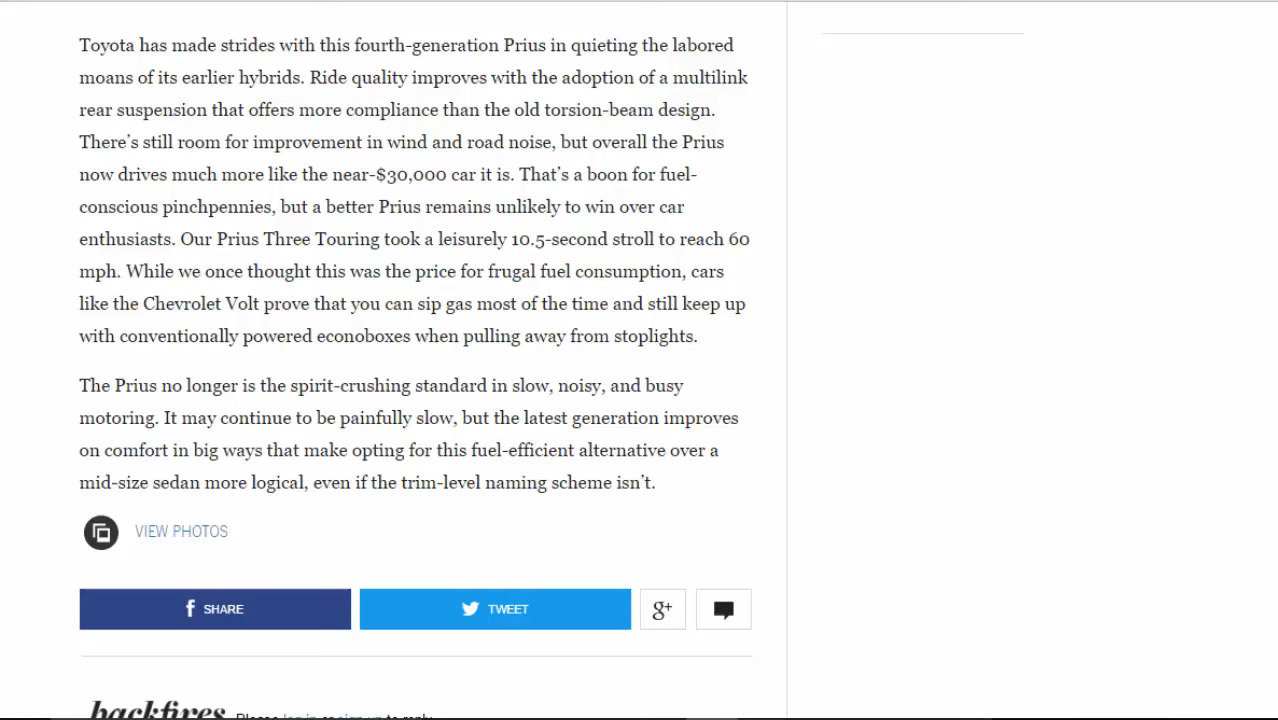 Toyota has made strides with this fourth-generation Prius in quieting the labored
moans of its earlier hybrids. Ride quality improves with the adoption of a multilink
rear suspension that offers more compliance than the old torsion-beam design.
There’s still room for improvement in wind and road noise, but overall the Prius
now drives much more like the near-$30,000 car it is. That’s a boon for fuel-
conscious pinchpennies, but a better Prius remains unlikely to win over car
enthusiasts. Our Prius Three Touring took a leisurely 10.5-second stroll to reach 60
mph. While we once thought this was the price for frugal fuel consumption, cars
like the Chevrolet Volt prove that you can sip gas most of the time and still keep up
with conventionally powered econoboxes when pulling away from stoplights.
The Prius no longer is the spirit-crushing standard in slow, noisy, and busy
motoring. It may continue to be painfully slow, but the latest generation improves
on comfort in big ways that make opting for this fuel-efficient alternative over a
mid-size sedan more logical, even if the trim-level naming scheme isn’t.
VIEW PHOTOS
f SHARE TWEET g+
backfires Please log in or sign up to reply